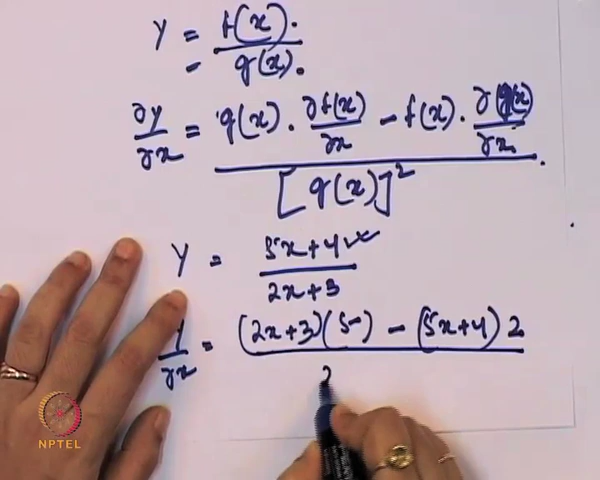 y = f(x) / g(x).
∂y/∂x = g(x) · ∂f(x)/∂x − f(x) · ∂(g(x))/∂x / [g(x)]².
y = 5x+4 / 2x+3
y/∂x = (2x+3)(5) − (5x+4) 2
NPTEL